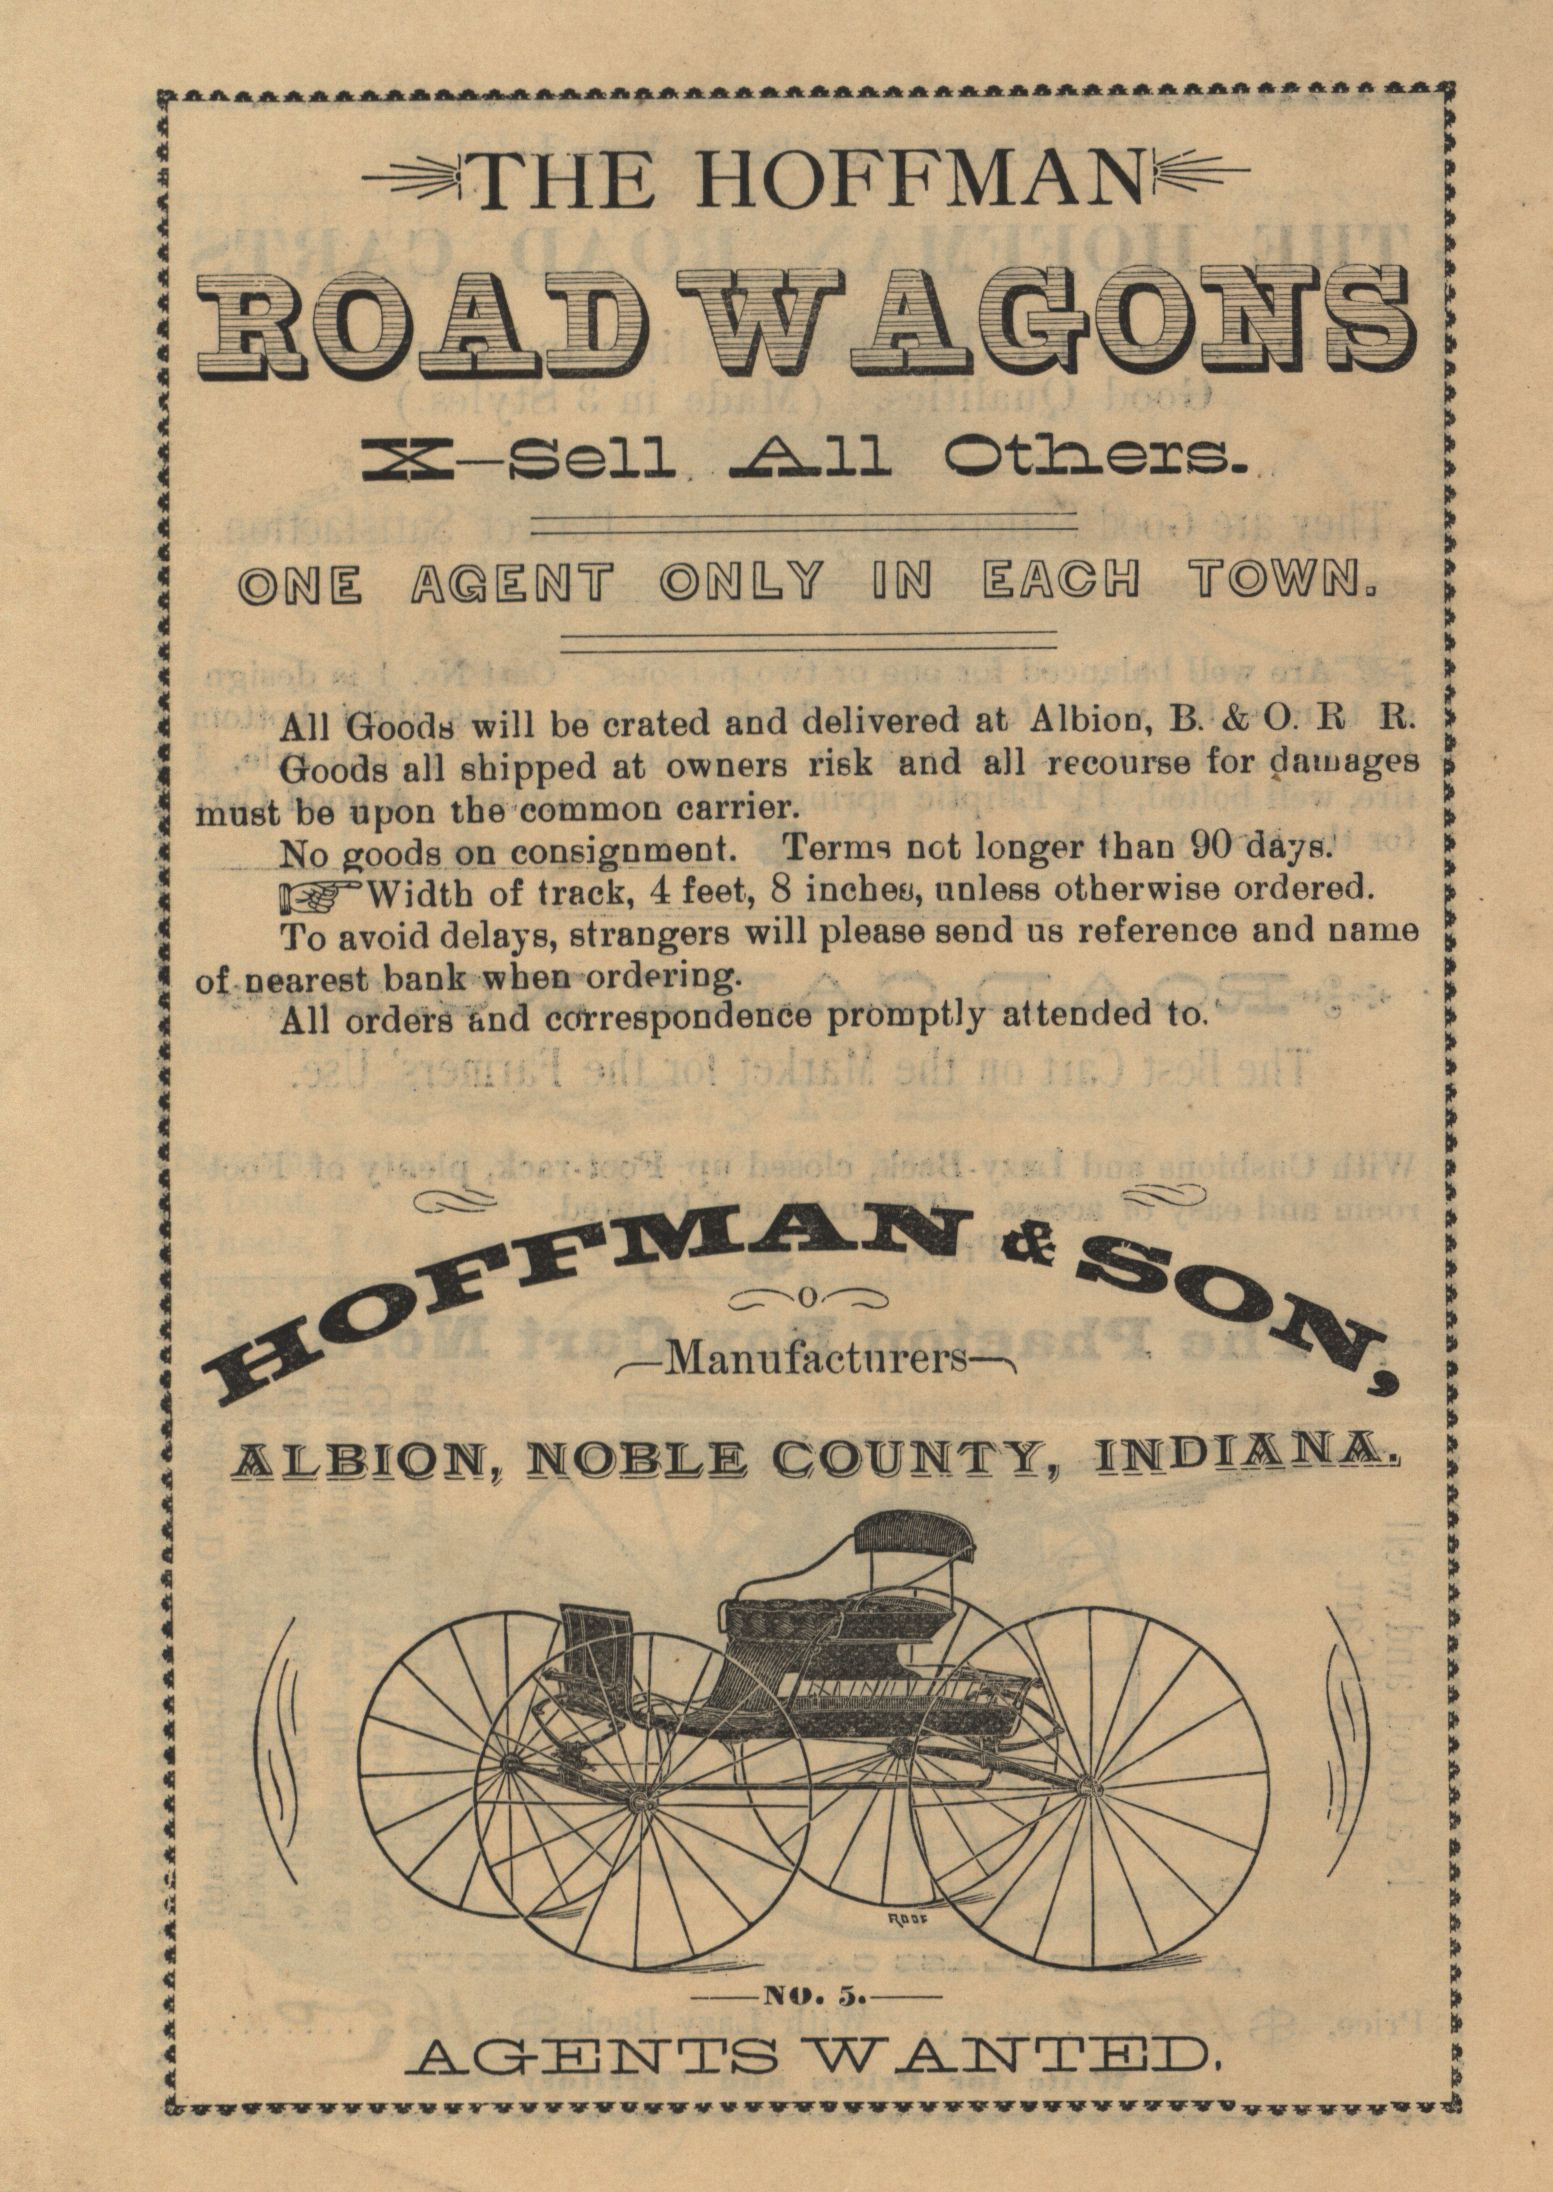 THE HOFFMAN
ROAD WAGONS
X-Sell All Others.
ONE AGENT ONLY IN EACH TOWN.
All Goods will be crated and delivered at Albion, B. & O. R R.
Goods all shipped at owners risk and all recourse for damages
must be upon the common carrier.
No goods on consignment. Terms not longer than 90 days.
Width of track, 4 feet, 8 inches, unless otherwise ordered.
To avoid delays, strangers will please send us reference and name
of nearest bank when ordering.
All orders and correspondence promptly attended to.
HOFFMAN & SON,
O
—Manufacturers—
ALBION, NOBLE COUNTY, INDIANA.
ROOF
—NO. 5.—
AGENTS WANTED.